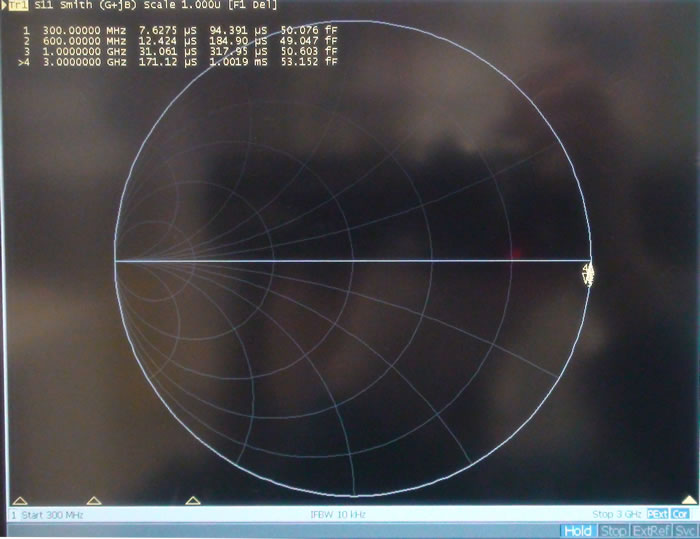 Tr1 S11 Smith (G+jB) Scale 1.000U [F1 Del]
1 300.00000 MHz 7.6275 µS 94.391 µS 50.076 fF
2 600.00000 MHz 12.424 µS 184.90 µS 49.047 fF
3 1.0000000 GHz 31.061 µS 317.95 µS 50.603 fF
>4 3.0000000 GHz 171.12 µS 1.0019 mS 53.152 fF
1 Start 300 MHz IFBW 10 kHz Stop 3 GHz PExt Cor
Hold Stop ExtRef Svc